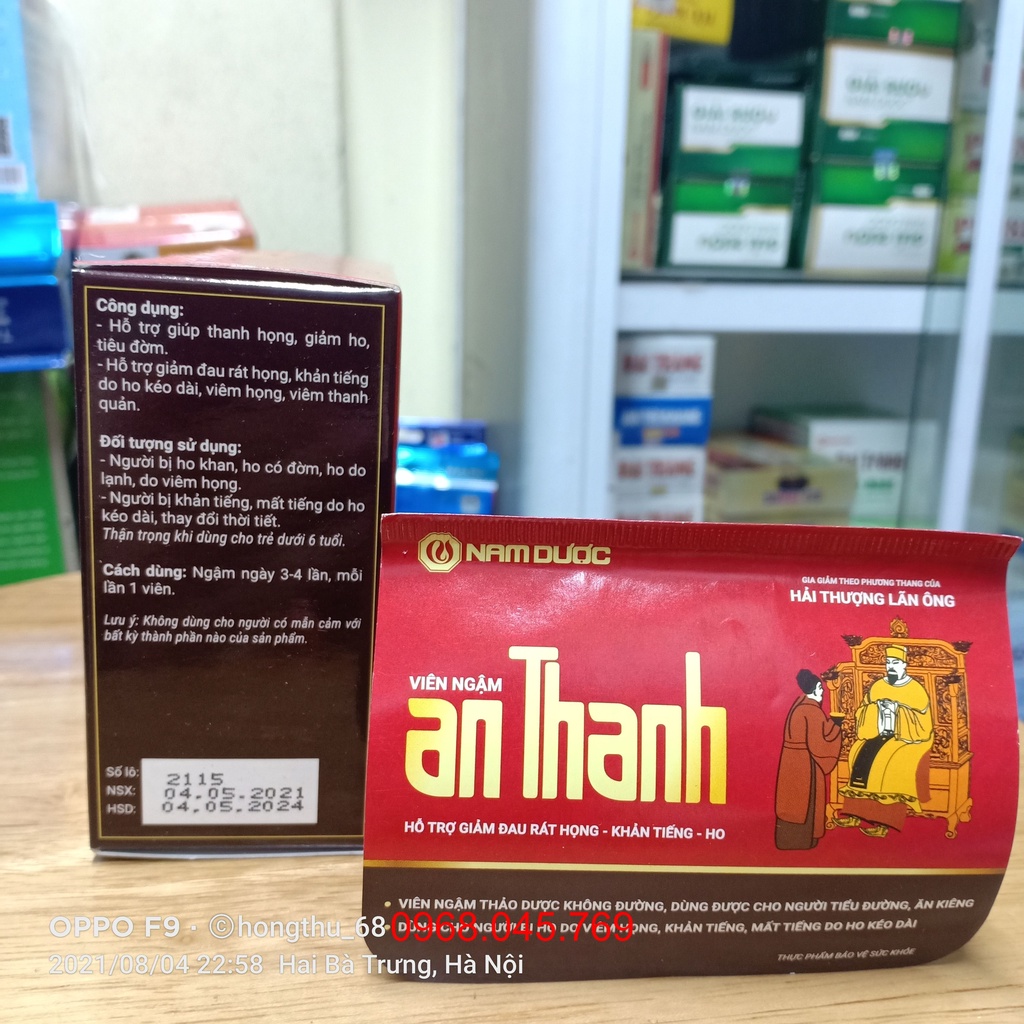 Công dụng:
- Hỗ trợ giúp thanh họng, giảm ho,
tiêu đờm.
- Hỗ trợ giảm đau rát họng, khản tiếng
do ho kéo dài, viêm họng, viêm thanh
quản.
Đối tượng sử dụng:
- Người bị ho khan, ho có đờm, ho do
lạnh, do viêm họng.
- Người bị khản tiếng, mất tiếng do ho
kéo dài, thay đổi thời tiết.
Thận trọng khi dùng cho trẻ dưới 6 tuổi.
Cách dùng: Ngậm ngày 3-4 lần, mỗi
lần 1 viên.
Lưu ý: Không dùng cho người có mẫn cảm với
bất kỳ thành phần nào của sản phẩm.
Số lô: 2115
NSX: 04.05.2021
HSD: 04.05.2024
NAM DƯỢC
GIA GIẢM THEO PHƯƠNG THANG CỦA
HẢI THƯỢNG LÃN ÔNG
VIÊN NGẬM
an Thanh
HỖ TRỢ GIẢM ĐAU RÁT HỌNG - KHẢN TIẾNG - HO
• VIÊN NGẬM THẢO DƯỢC KHÔNG ĐƯỜNG, DÙNG ĐƯỢC CHO NGƯỜI TIỂU ĐƯỜNG, ĂN KIÊNG
• DÙNG CHO NGƯỜI BỊ HO DO VIÊM HỌNG, KHẢN TIẾNG, MẤT TIẾNG DO HO KÉO DÀI
THỰC PHẨM BẢO VỆ SỨC KHỎE
OPPO F9 · ©hongthu_68
0968.045.769
2021/08/04 22:58 Hai Bà Trưng, Hà Nội